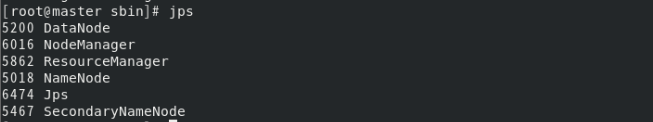 [root@master sbin]# jps
5200 DataNode
6016 NodeManager
5862 ResourceManager
5018 NameNode
6474 Jps
5467 SecondaryNameNode